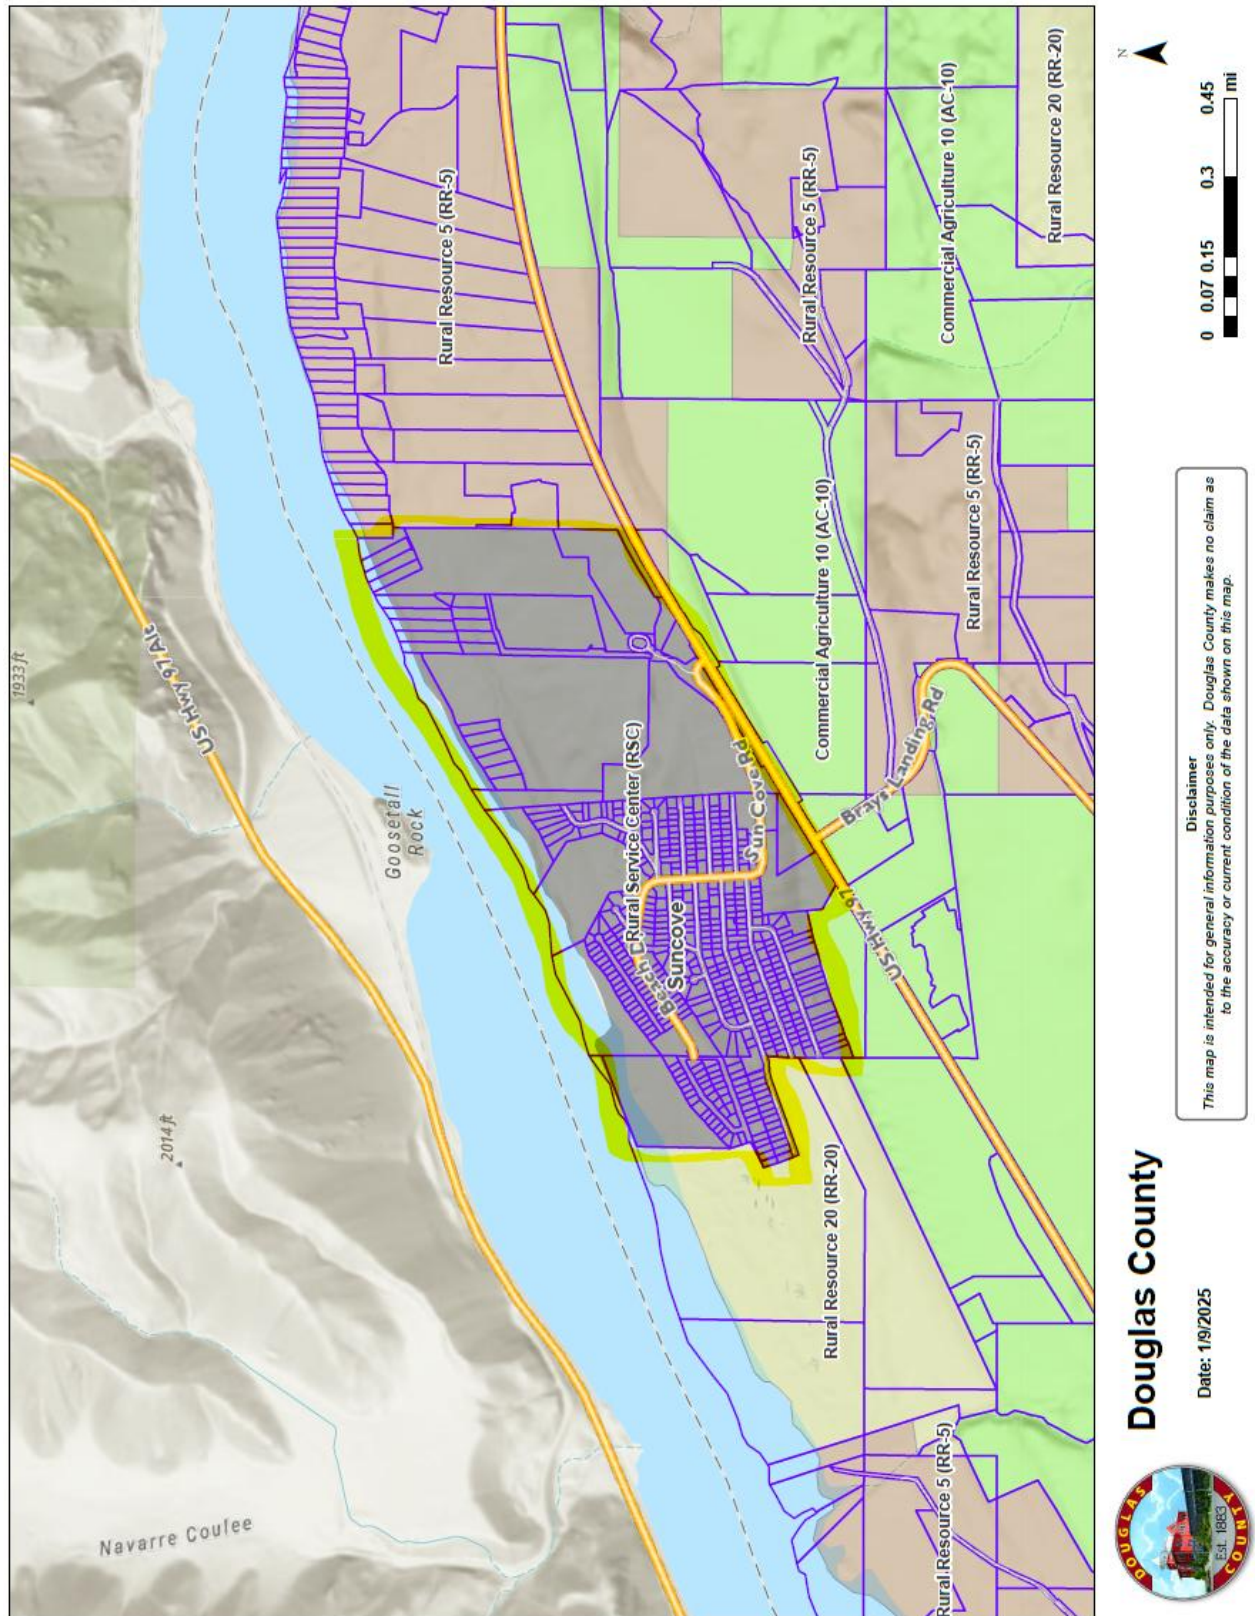 1933 ft
US Hwy 97 Alt
2014 ft
Navarre Coulee
Goosetail
Rock
Rural Resource 5 (RR-5)
Rural Resource 5 (RR-5)
Commercial Agriculture 10 (AC-10)
Rural Resource 20 (RR-20)
Commercial Agriculture 10 (AC-10)
Rural Resource 5 (RR-5)
Rural Service Center (RSC)
Suncove
Beach D
Sun Cove Rd
Brays Landing Rd
US Hwy 97
Rural Resource 20 (RR-20)
Rural Resource 5 (RR-5)
N
0 0.07 0.15 0.3 0.45
mi
Disclaimer
This map is intended for general information purposes only. Douglas County makes no claim as
to the accuracy or current condition of the data shown on this map.
Douglas County
Date: 1/9/2025
DOUGLAS
Est. 1883
COUNTY